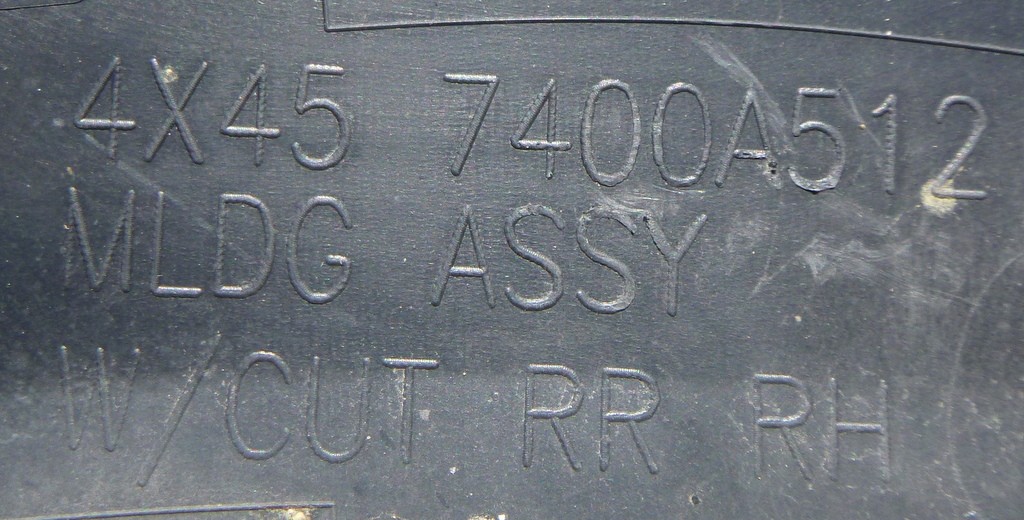 4X45 7400A512
MLDG ASSY
W/CUT RR RH